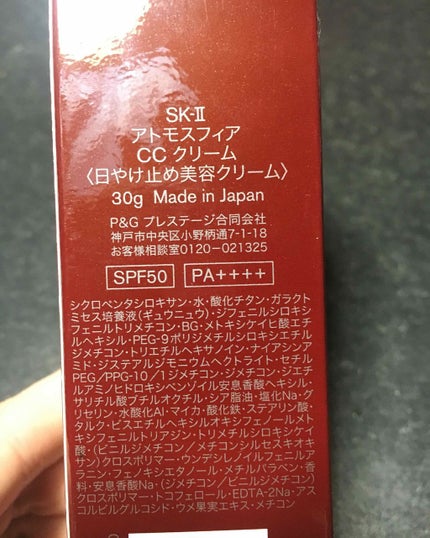 SK-Ⅱ
アトモスフィア
CC クリーム
〈日やけ止め美容クリーム〉
30g Made in Japan
P&G プレステージ合同会社
神戸市中央区小野柄通7-1-18
お客様相談室0120-021325
SPF50 PA++++
シクロペンタシロキサン・水・酸化チタン・ガラクト
ミセス培養液(ギュウニュウ)・ジフェニルシロキシ
フェニルトリメチコン・BG・メトキシケイヒ酸エチ
ルヘキシル・PEG-9ポリジメチルシロキシエチル
ジメチコン・トリエチルヘキサノイン・ナイアシンア
ミド・ジステアルジモニウムヘクトライト・セチル
PEG/PPG-10/1ジメチコン・ジメチコン・ジエチ
ルアミノヒドロキシベンゾイル安息香酸ヘキシル・
サリチル酸ブチルオクチル・シア脂油・塩化Na・グ
リセリン・水酸化Al・マイカ・酸化鉄・ステアリン酸・
タルク・ビスエチルヘキシルオキシフェノールメト
キシフェニルトリアジン・トリメチルシロキシケイ
酸・(ビニルジメチコン/メチコンシルセスキオキ
サン)クロスポリマー・ウンデシレノイルフェニルア
ラニン・フェノキシエタノール・メチルパラベン・香
料・安息香酸Na・(ジメチコン/ビニルジメチコン)
クロスポリマー・トコフェロール・EDTA-2Na・アス
コルビルグルコシド・ウメ果実エキス・メチコン